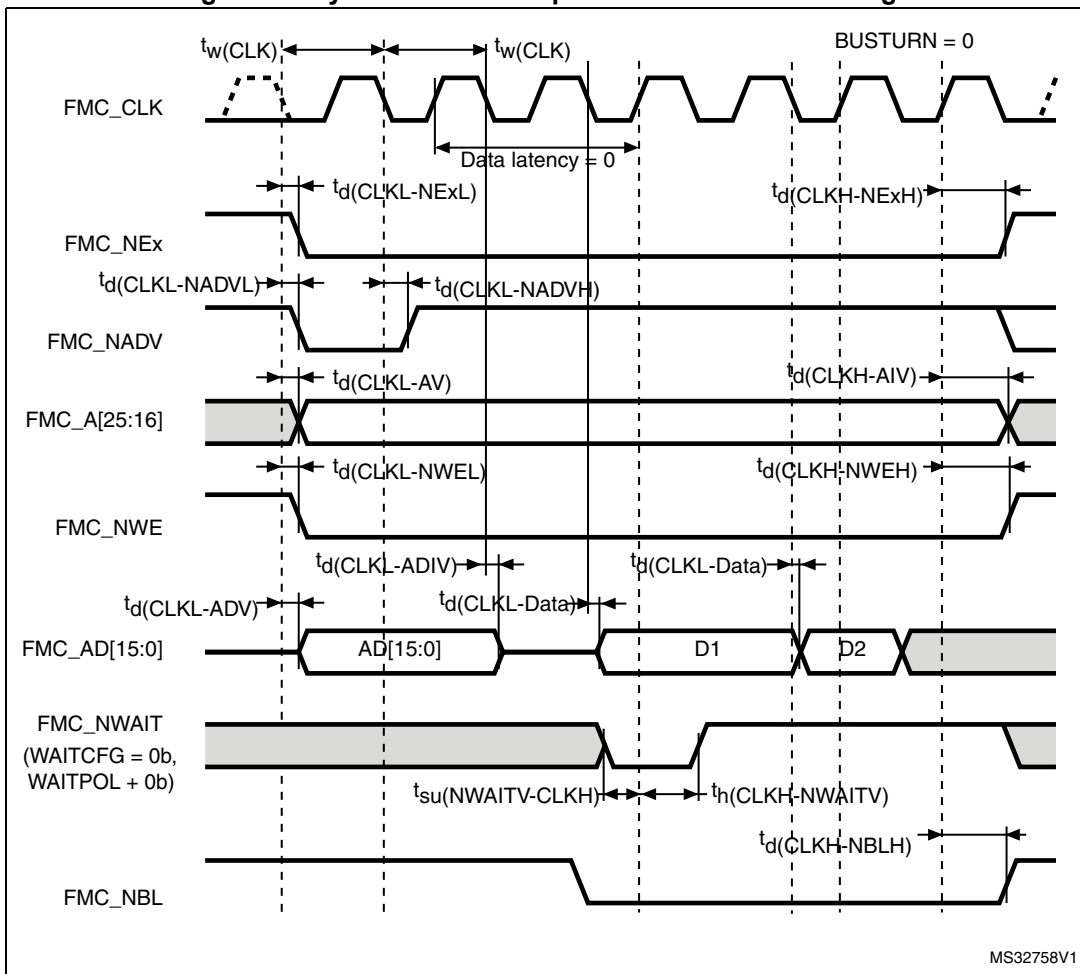 tw(CLK)
tw(CLK)
BUSTURN = 0
FMC_CLK
Data latency = 0
td(CLKL-NExL)
td(CLKH-NExH)
FMC_NEx
td(CLKL-NADVL)
td(CLKL-NADVH)
FMC_NADV
td(CLKL-AV)
td(CLKH-AIV)
FMC_A[25:16]
td(CLKL-NWEL)
td(CLKH-NWEH)
FMC_NWE
td(CLKL-ADIV)
td(CLKL-Data)
td(CLKL-ADV)
td(CLKL-Data)
FMC_AD[15:0]
AD[15:0]
D1
D2
FMC_NWAIT
(WAITCFG = 0b,
WAITPOL + 0b)
tsu(NWAITV-CLKH)
th(CLKH-NWAITV)
td(CLKH-NBLH)
FMC_NBL
MS32758V1